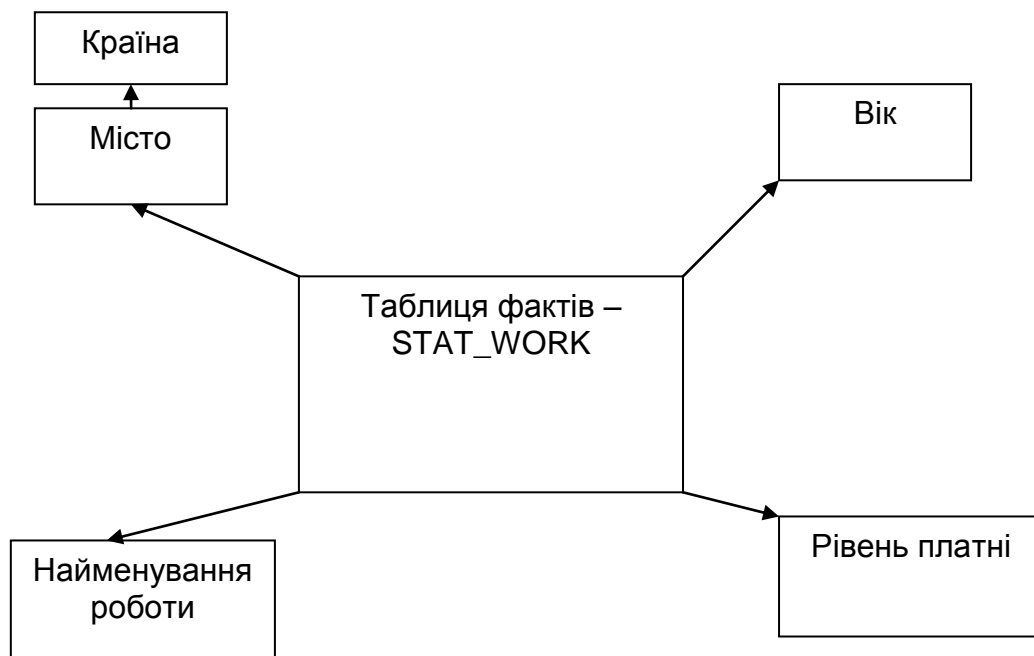 Країна
Місто
Вік
Таблиця фактів –
STAT_WORK
Найменування
роботи
Рівень платні